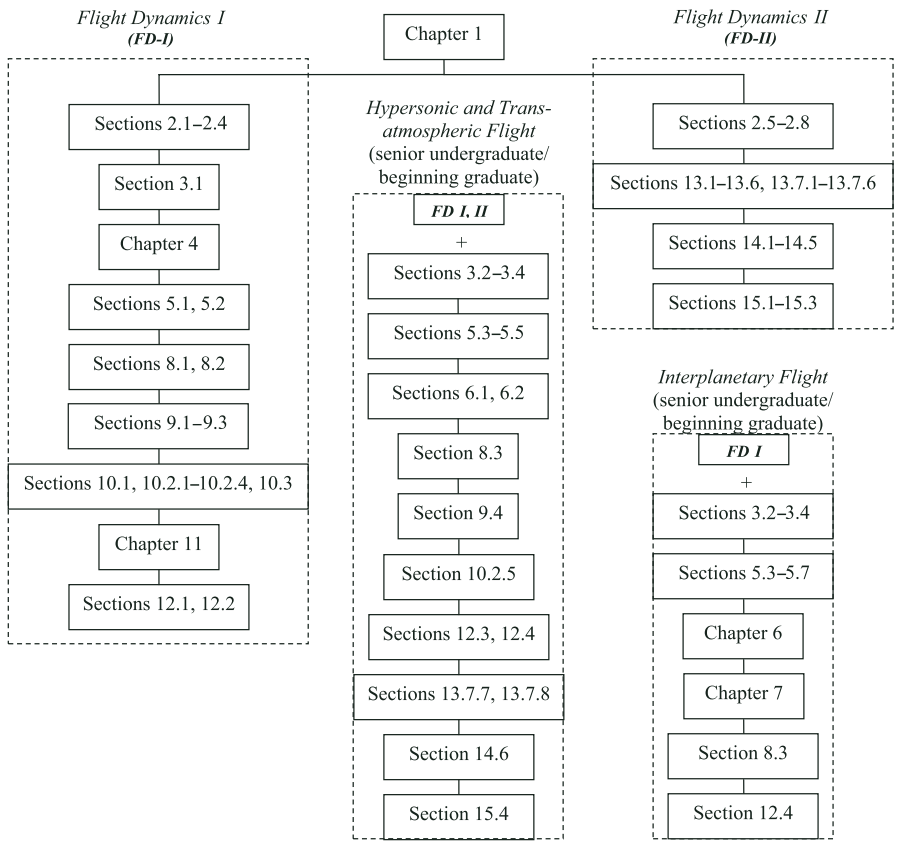 Flight Dynamics I
(FD-I)
Sections 2.1–2.4
Section 3.1
Chapter 4
Sections 5.1, 5.2
Sections 8.1, 8.2
Sections 9.1–9.3
Sections 10.1, 10.2.1–10.2.4, 10.3
Chapter 11
Sections 12.1, 12.2
Chapter 1
Hypersonic and Trans-
atmospheric Flight
(senior undergraduate/
beginning graduate)
FD I, II
+
Sections 3.2–3.4
Sections 5.3–5.5
Sections 6.1, 6.2
Section 8.3
Section 9.4
Section 10.2.5
Sections 12.3, 12.4
Sections 13.7.7, 13.7.8
Section 14.6
Section 15.4
Flight Dynamics II
(FD-II)
Sections 2.5–2.8
Sections 13.1–13.6, 13.7.1–13.7.6
Sections 14.1–14.5
Sections 15.1–15.3
Interplanetary Flight
(senior undergraduate/
beginning graduate)
FD I
+
Sections 3.2–3.4
Sections 5.3–5.7
Chapter 6
Chapter 7
Section 8.3
Section 12.4